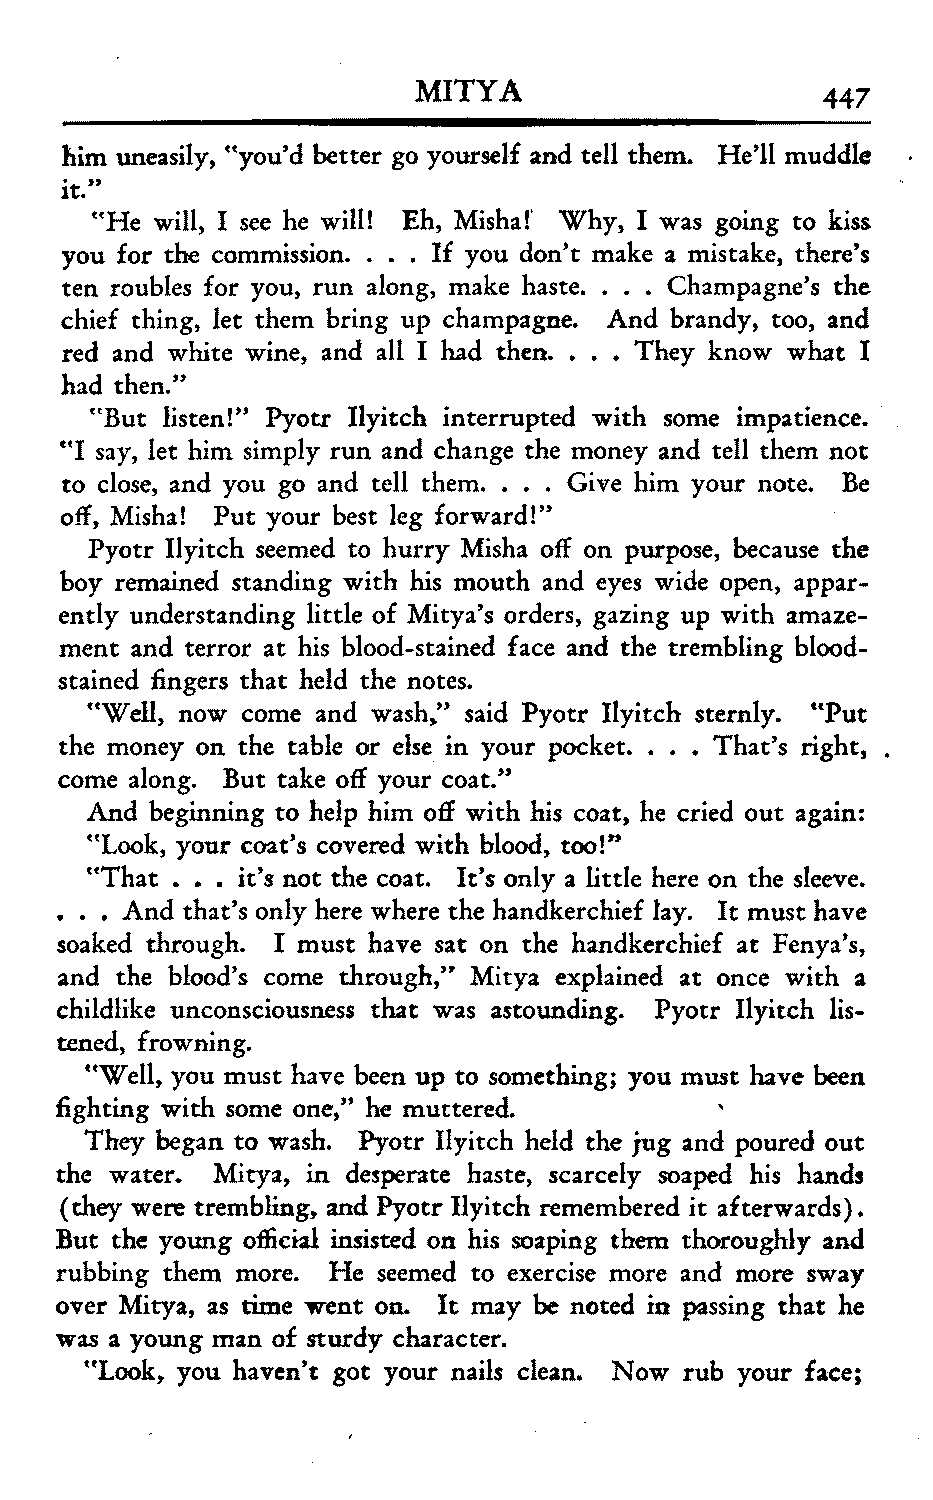 MITYA 447
him uneasily, "you'd better go yourself and tell them. He'll muddle
it."
"He will, I see he will! Eh, Misha! Why, I was going to kiss
you for the commission. . . . If you don't make a mistake, there's
ten roubles for you, run along, make haste. . . . Champagne's the
chief thing, let them bring up champagne. And brandy, too, and
red and white wine, and all I had then. . . . They know what I
had then."
"But listen!" Pyotr Ilyitch interrupted with some impatience.
"I say, let him simply run and change the money and tell them not
to close, and you go and tell them. . . . Give him your note. Be
off, Misha! Put your best leg forward!"
Pyotr Ilyitch seemed to hurry Misha off on purpose, because the
boy remained standing with his mouth and eyes wide open, appar-
ently understanding little of Mitya's orders, gazing up with amaze-
ment and terror at his blood-stained face and the trembling blood-
stained fingers that held the notes.
"Well, now come and wash," said Pyotr Ilyitch sternly. "Put
the money on the table or else in your pocket. . . . That's right,
come along. But take off your coat."
And beginning to help him off with his coat, he cried out again:
"Look, your coat's covered with blood, too!"
"That . . . it's not the coat. It's only a little here on the sleeve.
. . . And that's only here where the handkerchief lay. It must have
soaked through. I must have sat on the handkerchief at Fenya's,
and the blood's come through," Mitya explained at once with a
childlike unconsciousness that was astounding. Pyotr Ilyitch lis-
tened, frowning.
"Well, you must have been up to something; you must have been
fighting with some one," he muttered.
They began to wash. Pyotr Ilyitch held the jug and poured out
the water. Mitya, in desperate haste, scarcely soaped his hands
(they were trembling, and Pyotr Ilyitch remembered it afterwards).
But the young official insisted on his soaping them thoroughly and
rubbing them more. He seemed to exercise more and more sway
over Mitya, as time went on. It may be noted in passing that he
was a young man of sturdy character.
"Look, you haven't got your nails clean. Now rub your face;